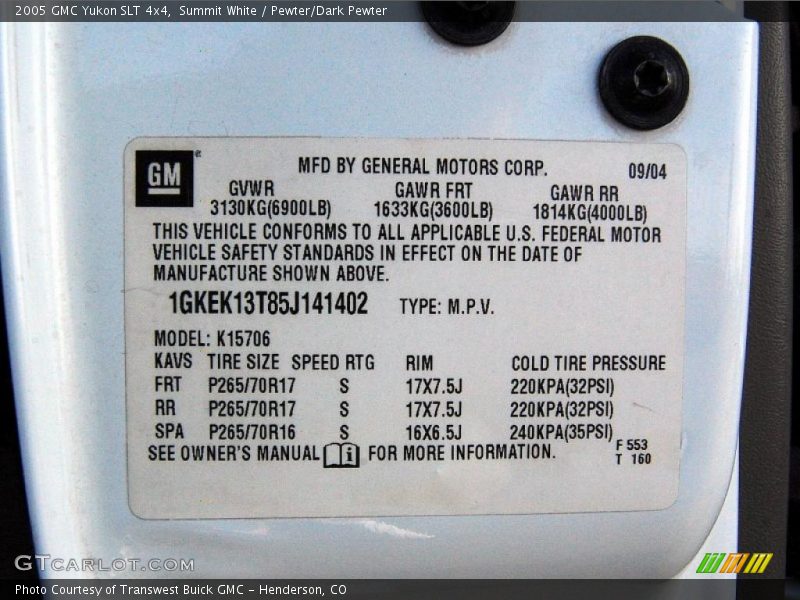 2005 GMC Yukon SLT 4x4, Summit White / Pewter/Dark Pewter
GM
MFD BY GENERAL MOTORS CORP. 09/04
GVWR GAWR FRT GAWR RR
3130KG(6900LB) 1633KG(3600LB) 1814KG(4000LB)
THIS VEHICLE CONFORMS TO ALL APPLICABLE U.S. FEDERAL MOTOR
VEHICLE SAFETY STANDARDS IN EFFECT ON THE DATE OF
MANUFACTURE SHOWN ABOVE.
1GKEK13T85J141402 TYPE: M.P.V.
MODEL: K15706
KAVS TIRE SIZE SPEED RTG RIM COLD TIRE PRESSURE
FRT P265/70R17 S 17X7.5J 220KPA(32PSI)
RR P265/70R17 S 17X7.5J 220KPA(32PSI)
SPA P265/70R16 S 16X6.5J 240KPA(35PSI)
SEE OWNER'S MANUAL i FOR MORE INFORMATION.
F 553
T 160
GTCARLOT.COM
Photo Courtesy of Transwest Buick GMC - Henderson, CO